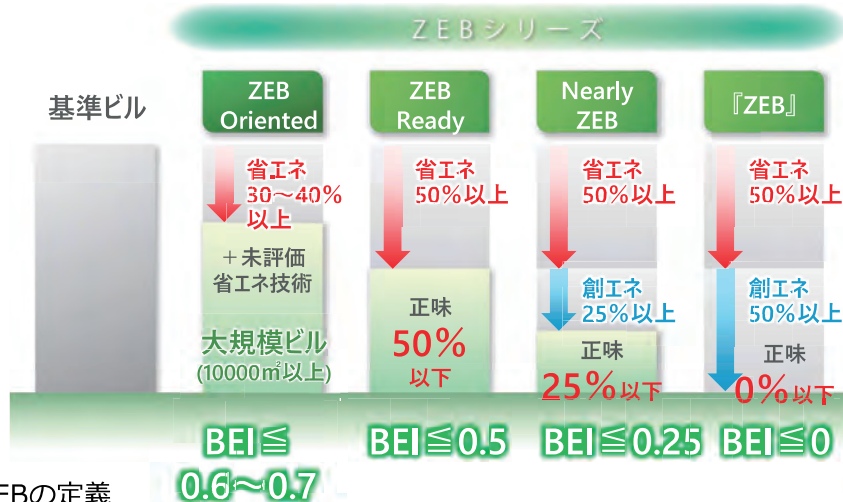 ZEBシリーズ
基準ビル
ZEB
Oriented
省エネ
30～40%
以上
＋未評価
省エネ技術
大規模ビル
(10000㎡以上)
BEI≦
0.6～0.7
ZEB
Ready
省エネ
50%以上
正味
50%
以下
BEI≦0.5
Nearly
ZEB
省エネ
50%以上
創エネ
25%以上
正味
25%以下
BEI≦0.25
『ZEB』
省エネ
50%以上
創エネ
50%以上
正味
0%以下
BEI≦0
EBの定義